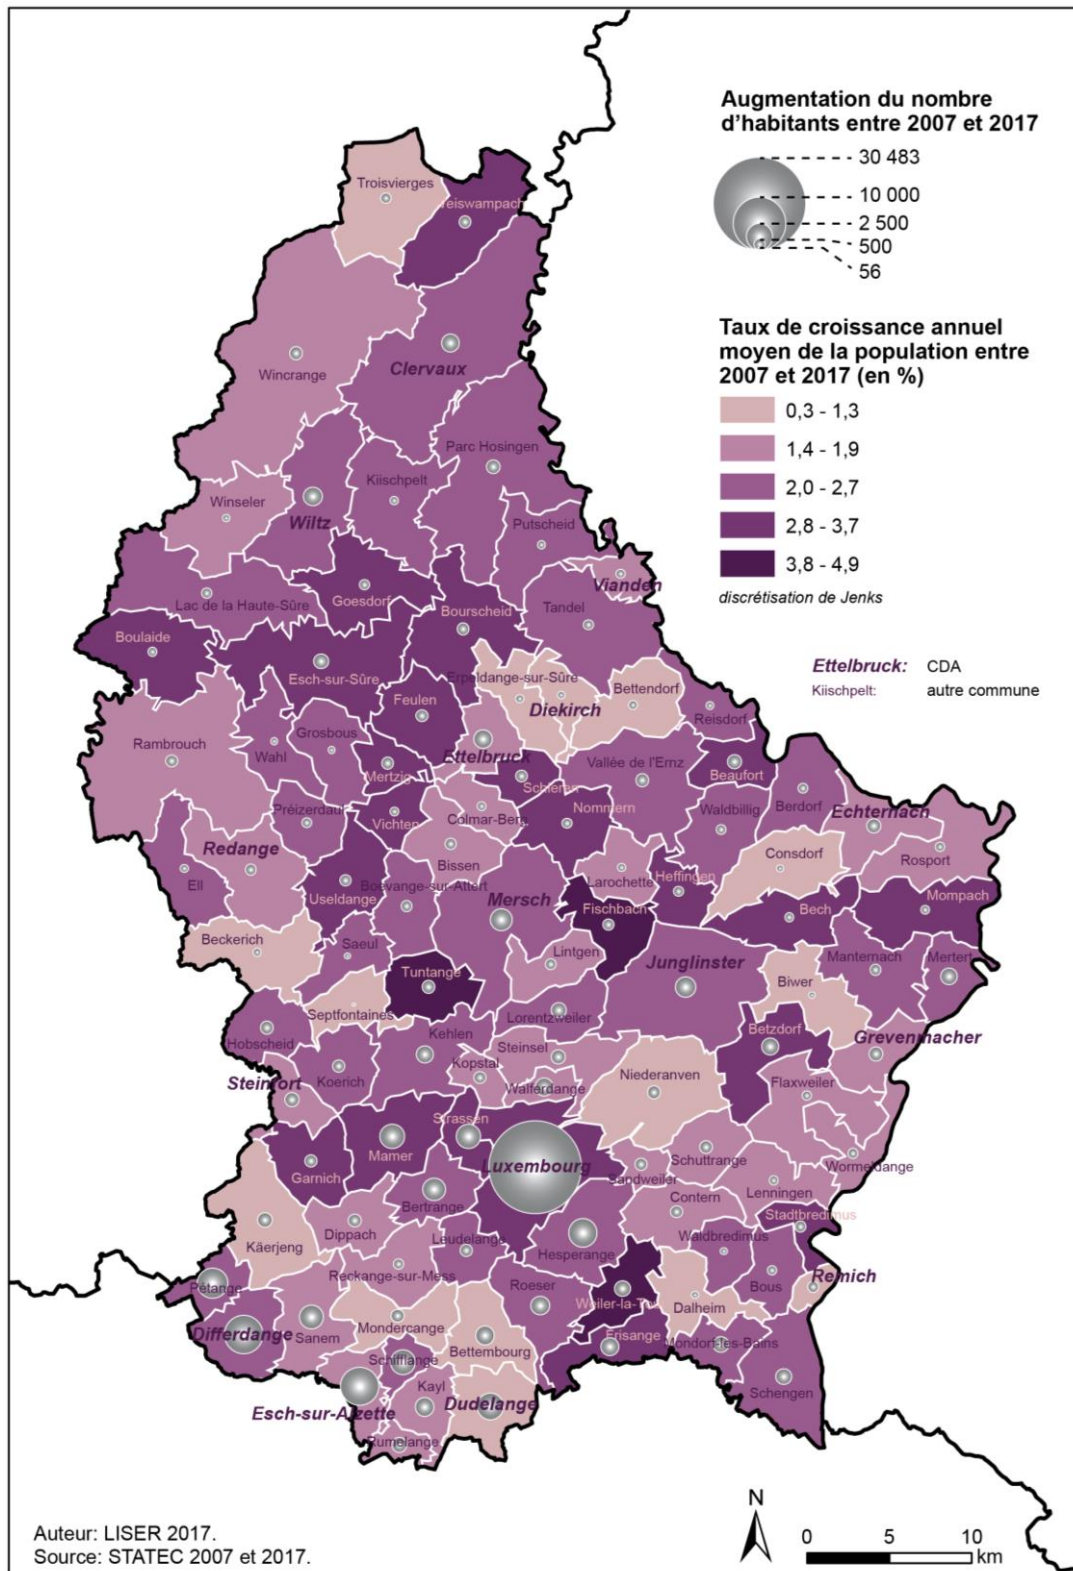 Augmentation du nombre
d'habitants entre 2007 et 2017
30 483
10 000
2 500
500
56
Taux de croissance annuel
moyen de la population entre
2007 et 2017 (en %)
0,3 - 1,3
1,4 - 1,9
2,0 - 2,7
2,8 - 3,7
3,8 - 4,9
discrétisation de Jenks
Ettelbruck: CDA
Kiischpelt: autre commune
Troisvierges
Clervaux
Wincrange
Parc Hosingen
Kiischpelt
Winseler
Wiltz
Putscheid
Vianden
Lac de la Haute-Sûre
Goesdorf
Bourscheid
Tandel
Boulaide
Esch-sur-Sûre
Erpeldange-sur-Sûre
Bettendorf
Feulen
Diekirch
Reisdorf
Rambrouch
Wahl
Grosbous
Ettelbruck
Vallée de l'Ernz
Beaufort
Mertzig
Schieren
Berdorf
Préizerdaul
Vichten
Colmar-Berg
Nommern
Waldbillig
Echternach
Redange
Bissen
Consdorf
Rosport
Ell
Useldange
Boevange-sur-Attert
Larochette
Heffingen
Mersch
Fischbach
Bech
Mompach
Beckerich
Saeul
Lintgen
Junglinster
Manternach
Mertert
Tuntange
Biwer
Septfontaines
Lorentzweiler
Betzdorf
Hobscheid
Kehlen
Steinsel
Grevenmacher
Steinfort
Koerich
Kopstal
Walferdange
Niederanven
Flaxweiler
Strassen
Mamer
Luxembourg
Schuttrange
Wormeldange
Garnich
Sandweiler
Bertrange
Contern
Lenningen
Dippach
Leudelange
Hesperange
Stadtbredimus
Käerjeng
Waldbredimus
Reckange-sur-Mess
Roeser
Bous
Remich
Pétange
Weiler-la-Tour
Dalheim
Differdange
Sanem
Mondercange
Bettembourg
Frisange
Mondorf-les-Bains
Schifflange
Schengen
Kayl
Dudelange
Esch-sur-Alzette
Rumelange
Auteur: LISER 2017.
Source: STATEC 2007 et 2017.
N
0 5 10
km